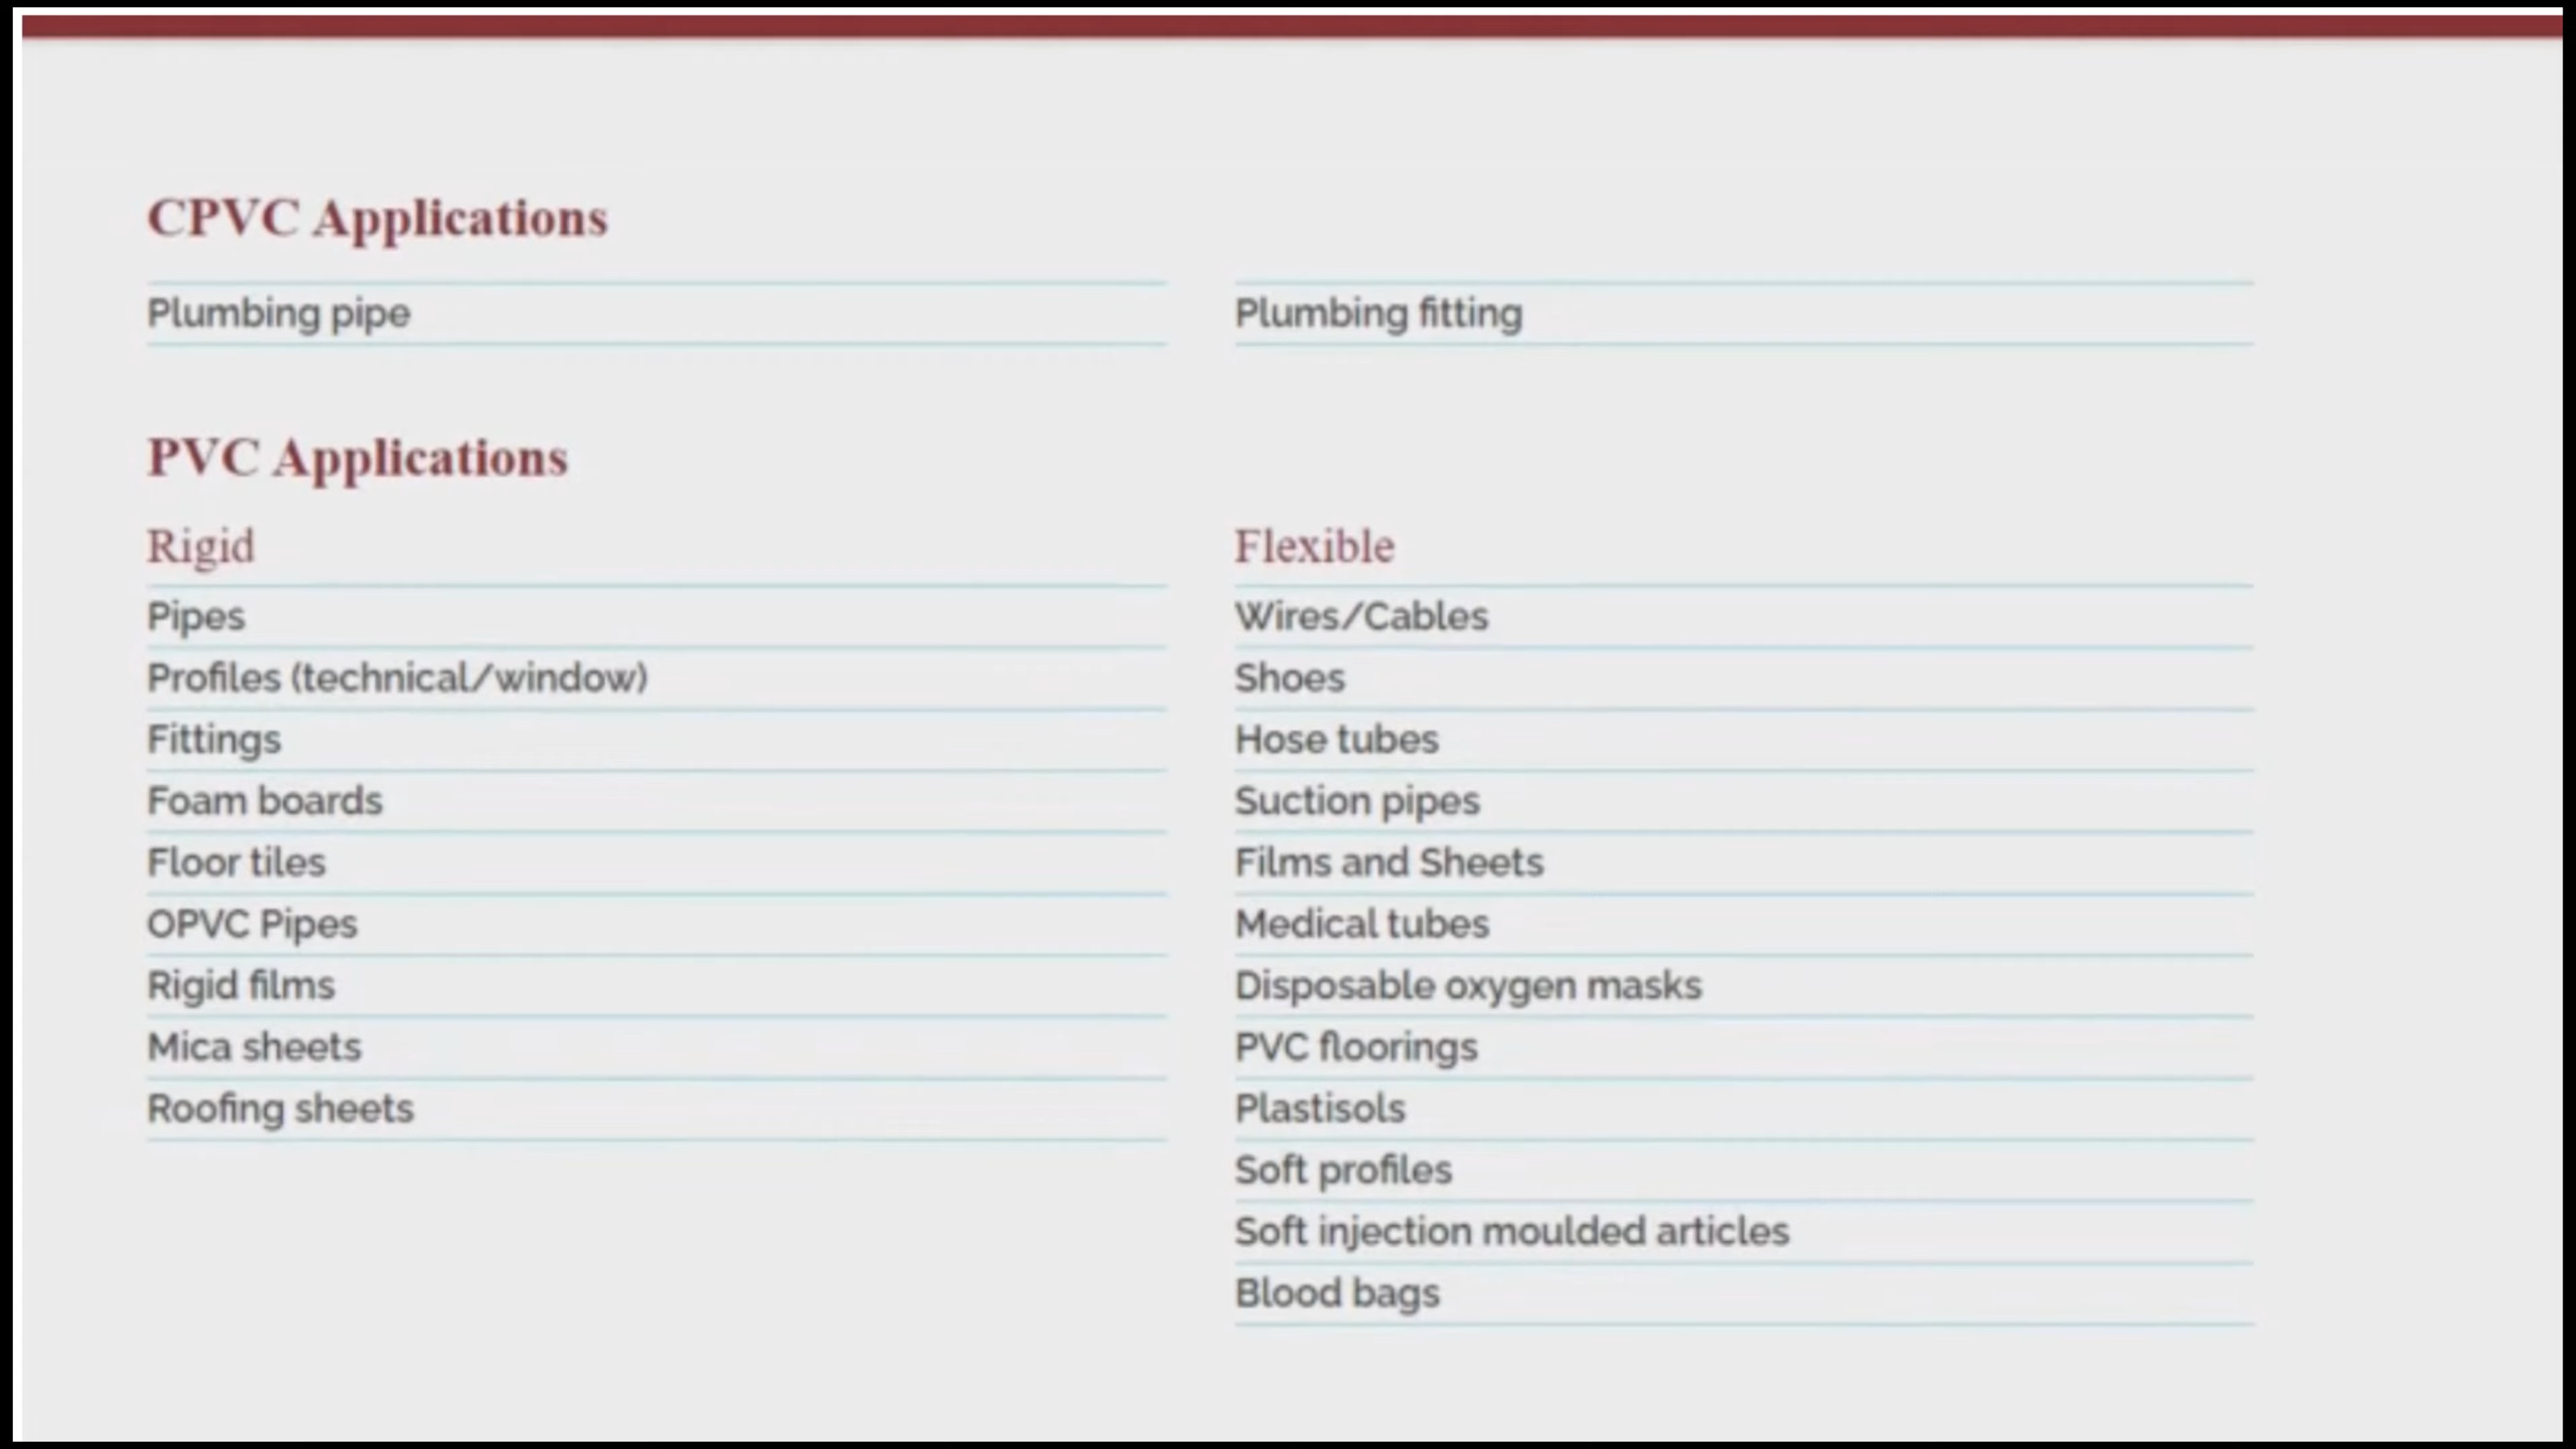 CPVC Applications
Plumbing pipe
Plumbing fitting
PVC Applications
Rigid
Pipes
Profiles (technical/window)
Fittings
Foam boards
Floor tiles
OPVC Pipes
Rigid films
Mica sheets
Roofing sheets
Flexible
Wires/Cables
Shoes
Hose tubes
Suction pipes
Films and Sheets
Medical tubes
Disposable oxygen masks
PVC floorings
Plastisols
Soft profiles
Soft injection moulded articles
Blood bags